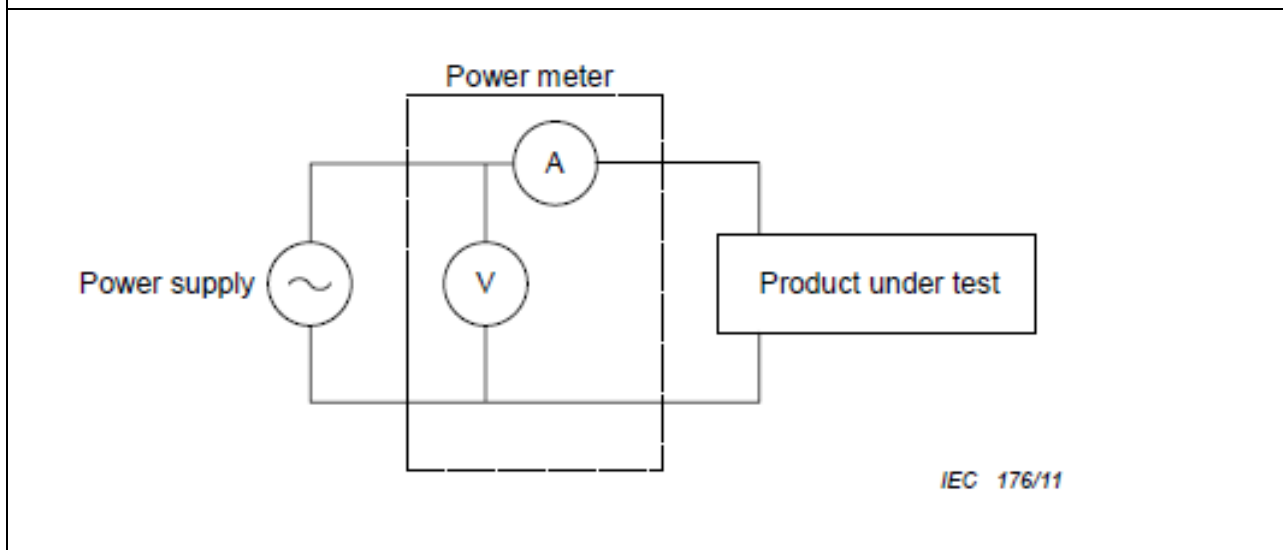 Power meter
A
Power supply
V
Product under test
IEC 176/11